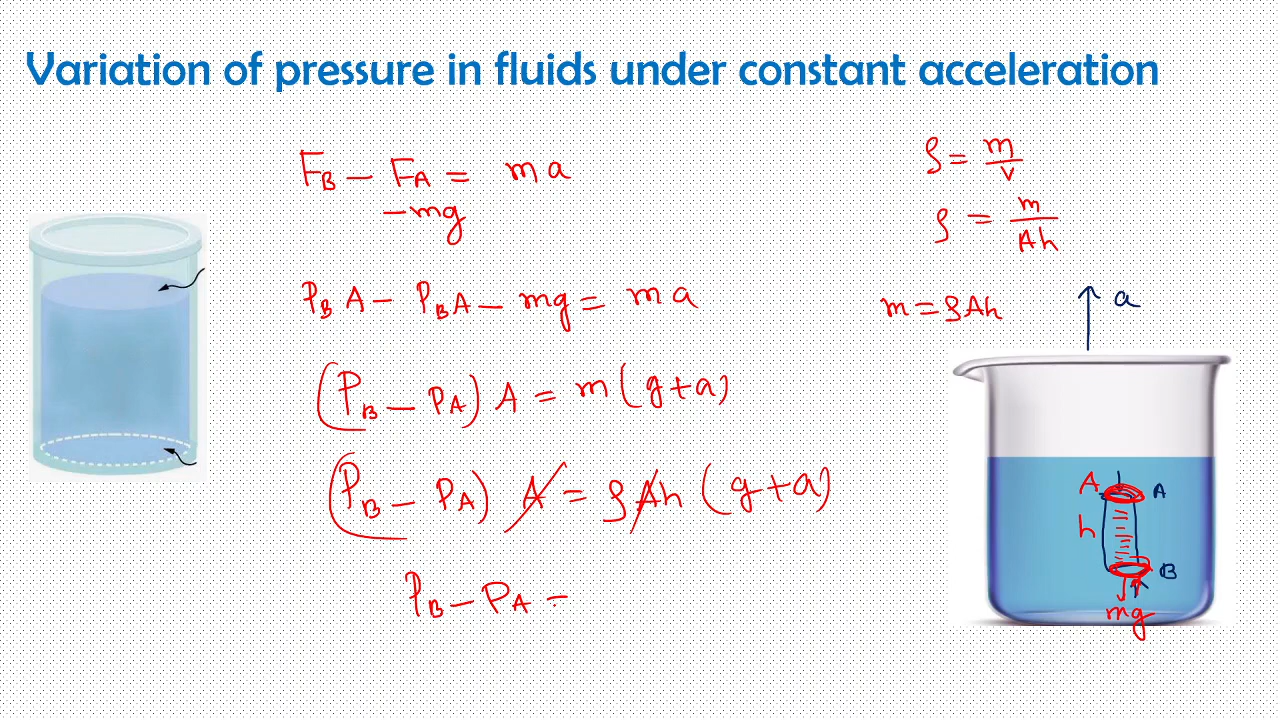 Variation of pressure in fluids under constant acceleration
F_B - F_A = ma
-mg
P_B A - P_B A - mg = ma
(P_B - P_A) A = m(g+a)
(P_B - P_A) A = ρAh (g+a)
P_B - P_A =
ρ = m/v
ρ = m/Ah
m = ρAh
a
A A
h
B
mg